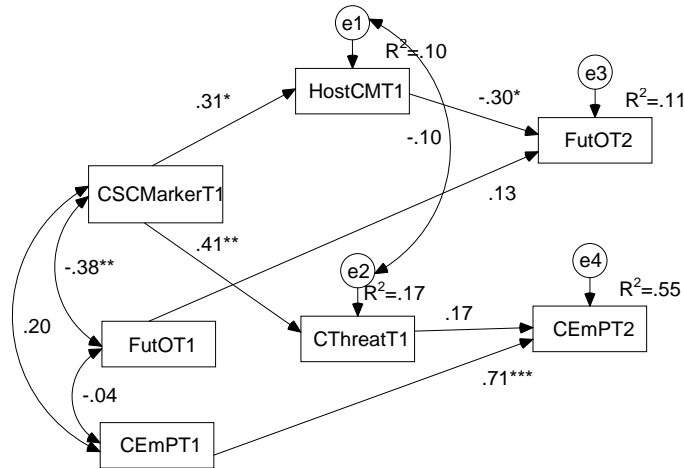 e1
R²=.10
e3
.31*
HostCMT1
-.30*
R²=.11
-.10
FutOT2
CSCMarkerT1
.13
.41**
-.38**
e2
e4
R²=.17
R²=.55
.20
FutOT1
CThreatT1
.17
CEmPT2
-.04
.71***
CEmPT1